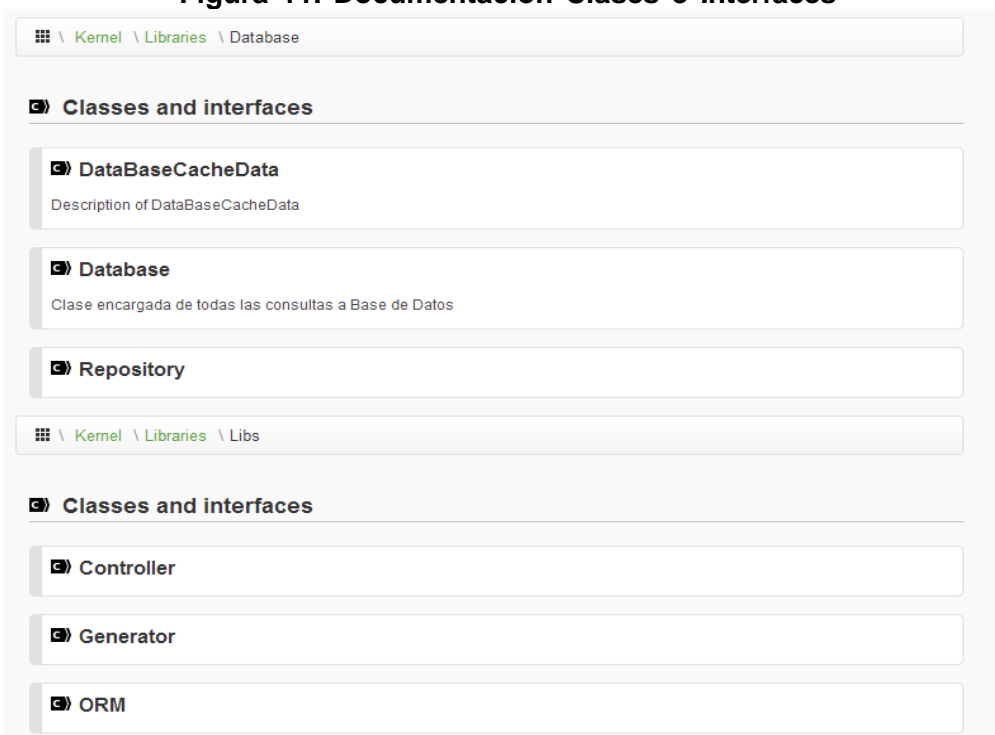 Figura 11. Documentación Clases e Interfaces
\ Kernel \ Libraries \ Database
Classes and interfaces
DataBaseCacheData
Description of DataBaseCacheData
Database
Clase encargada de todas las consultas a Base de Datos
Repository
\ Kernel \ Libraries \ Libs
Classes and interfaces
Controller
Generator
ORM